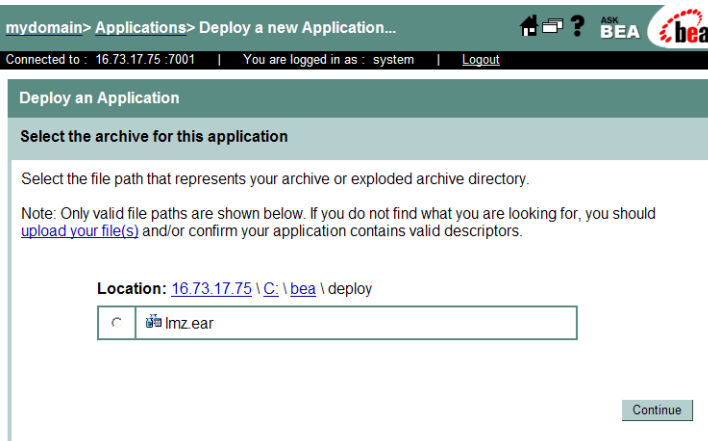 mydomain> Applications> Deploy a new Application... ? ASK BEA bea
Connected to : 16.73.17.75 :7001 | You are logged in as : system | Logout
Deploy an Application
Select the archive for this application
Select the file path that represents your archive or exploded archive directory.
Note: Only valid file paths are shown below. If you do not find what you are looking for, you should
upload your file(s) and/or confirm your application contains valid descriptors.
Location: 16.73.17.75 \ C: \ bea \ deploy
lmz.ear
Continue